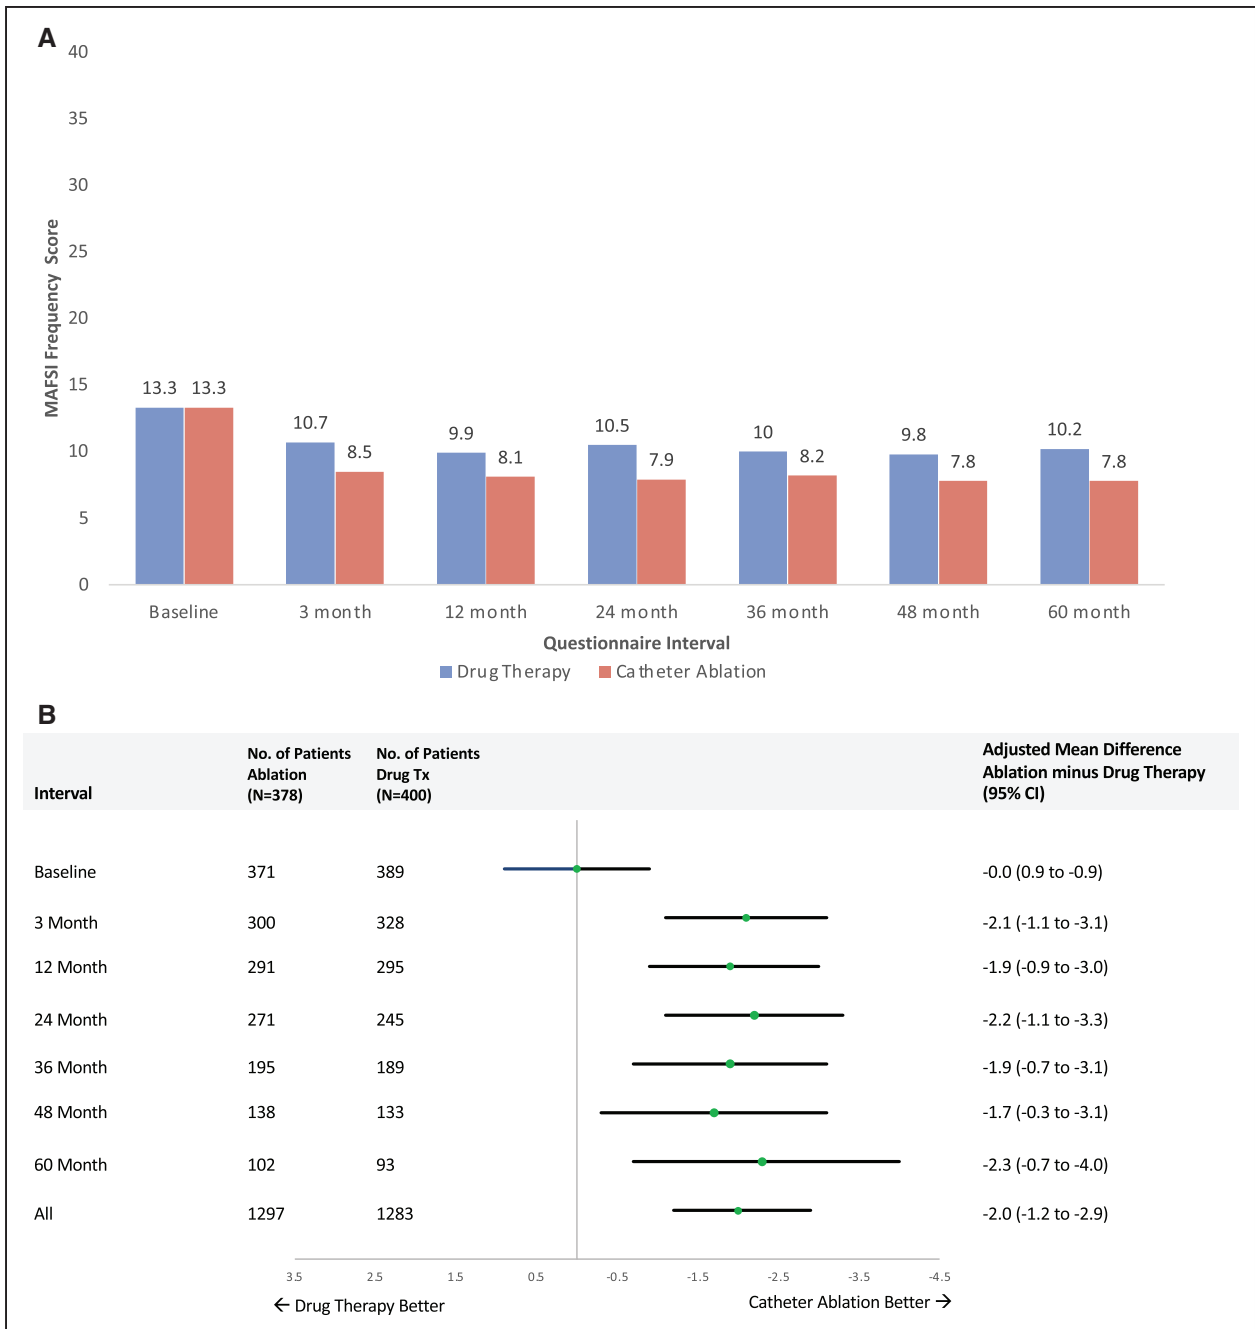 A
40
35
30
25
20
15
10
5
0
MAFSI Frequency Score
13.3 13.3
10.7 8.5
9.9 8.1
10.5 7.9
10 8.2
9.8 7.8
10.2 7.8
Baseline 3 month 12 month 24 month 36 month 48 month 60 month
Questionnaire Interval
Drug Therapy Catheter Ablation
B
Interval
No. of Patients
Ablation
(N=378)
No. of Patients
Drug Tx
(N=400)
Adjusted Mean Difference
Ablation minus Drug Therapy
(95% CI)
Baseline 371 389 -0.0 (0.9 to -0.9)
3 Month 300 328 -2.1 (-1.1 to -3.1)
12 Month 291 295 -1.9 (-0.9 to -3.0)
24 Month 271 245 -2.2 (-1.1 to -3.3)
36 Month 195 189 -1.9 (-0.7 to -3.1)
48 Month 138 133 -1.7 (-0.3 to -3.1)
60 Month 102 93 -2.3 (-0.7 to -4.0)
All 1297 1283 -2.0 (-1.2 to -2.9)
3.5 2.5 1.5 0.5 -0.5 -1.5 -2.5 -3.5 -4.5
← Drug Therapy Better Catheter Ablation Better →